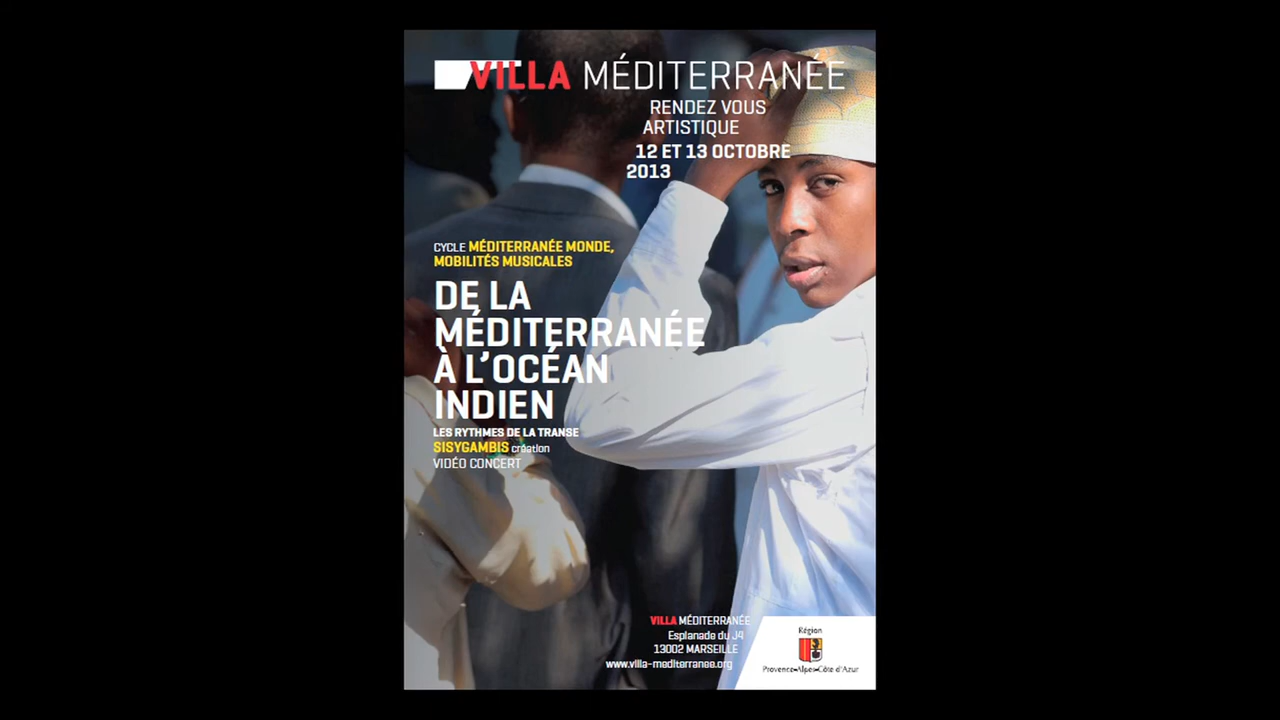 VILLA MÉDITERRANÉE
RENDEZ VOUS
ARTISTIQUE
12 ET 13 OCTOBRE
2013
CYCLE MÉDITERRANÉE MONDE,
MOBILITÉS MUSICALES
DE LA
MÉDITERRANÉE
À L'OCÉAN
INDIEN
LES RYTHMES DE LA TRANSE
SISYGAMBIS création
VIDÉO CONCERT
VILLA MÉDITERRANÉE
Esplanade du J4
13002 MARSEILLE
www.villa-mediterranee.org
Région
Provence-Alpes-Côte d'Azur